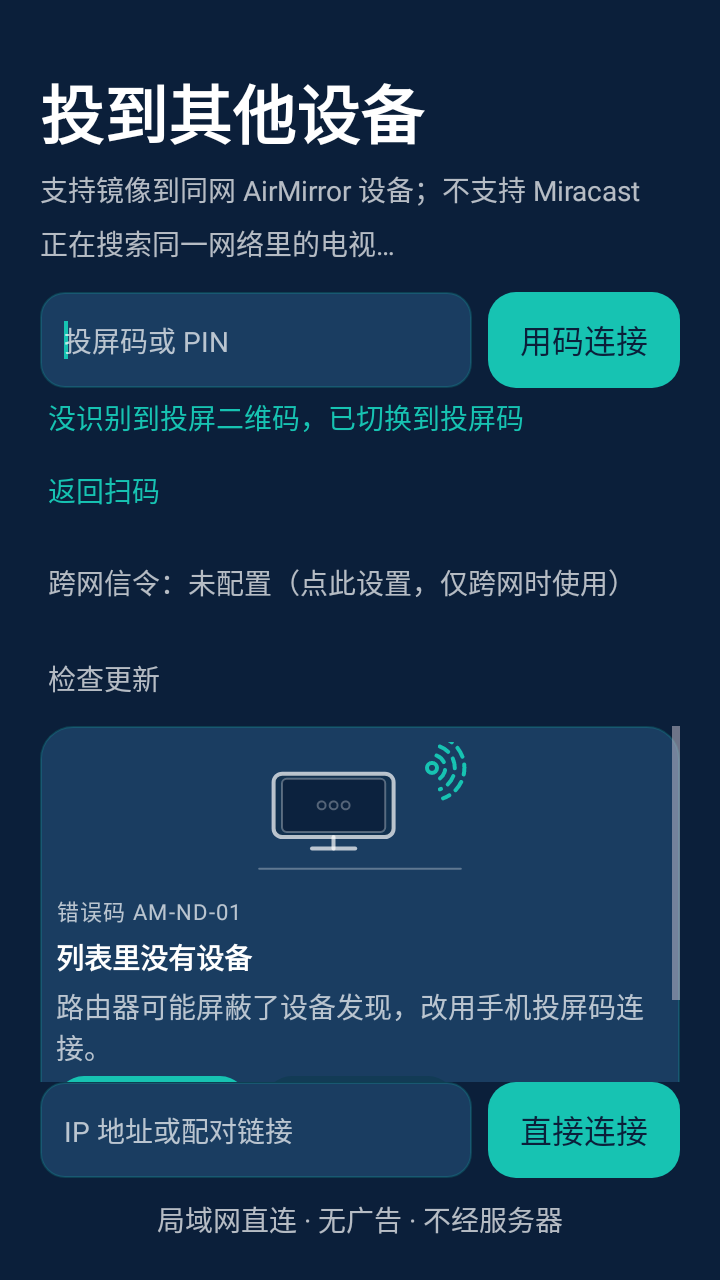 投到其他设备
支持镜像到同网 AirMirror 设备；不支持 Miracast
正在搜索同一网络里的电视…
投屏码或 PIN
用码连接
没识别到投屏二维码，已切换到投屏码
返回扫码
跨网信令：未配置（点此设置，仅跨网时使用）
检查更新
错误码 AM-ND-01
列表里没有设备
路由器可能屏蔽了设备发现，改用手机投屏码连
接。
IP 地址或配对链接
直接连接
局域网直连 · 无广告 · 不经服务器